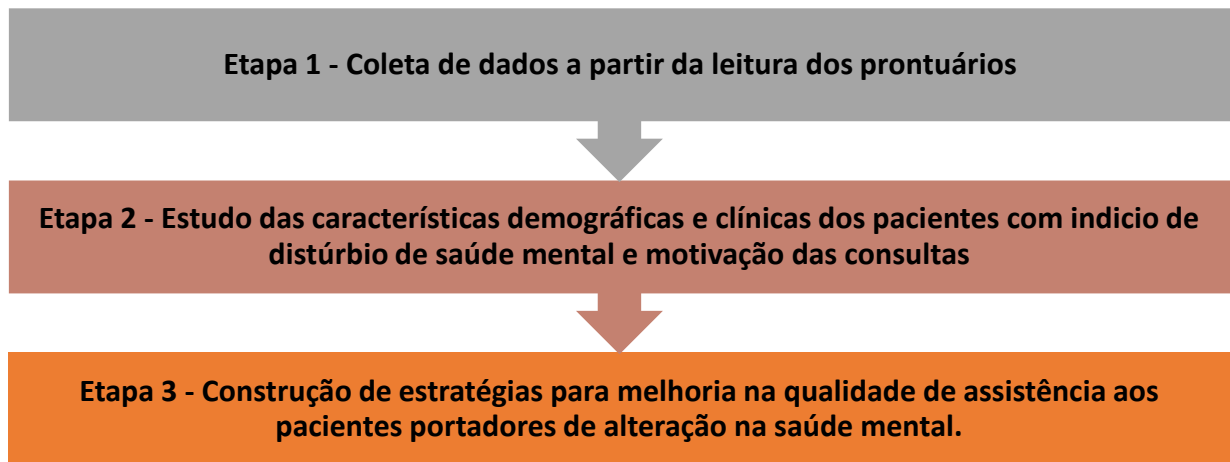 Etapa 1 - Coleta de dados a partir da leitura dos prontuários
Etapa 2 - Estudo das características demográficas e clínicas dos pacientes com indicio de
distúrbio de saúde mental e motivação das consultas
Etapa 3 - Construção de estratégias para melhoria na qualidade de assistência aos
pacientes portadores de alteração na saúde mental.